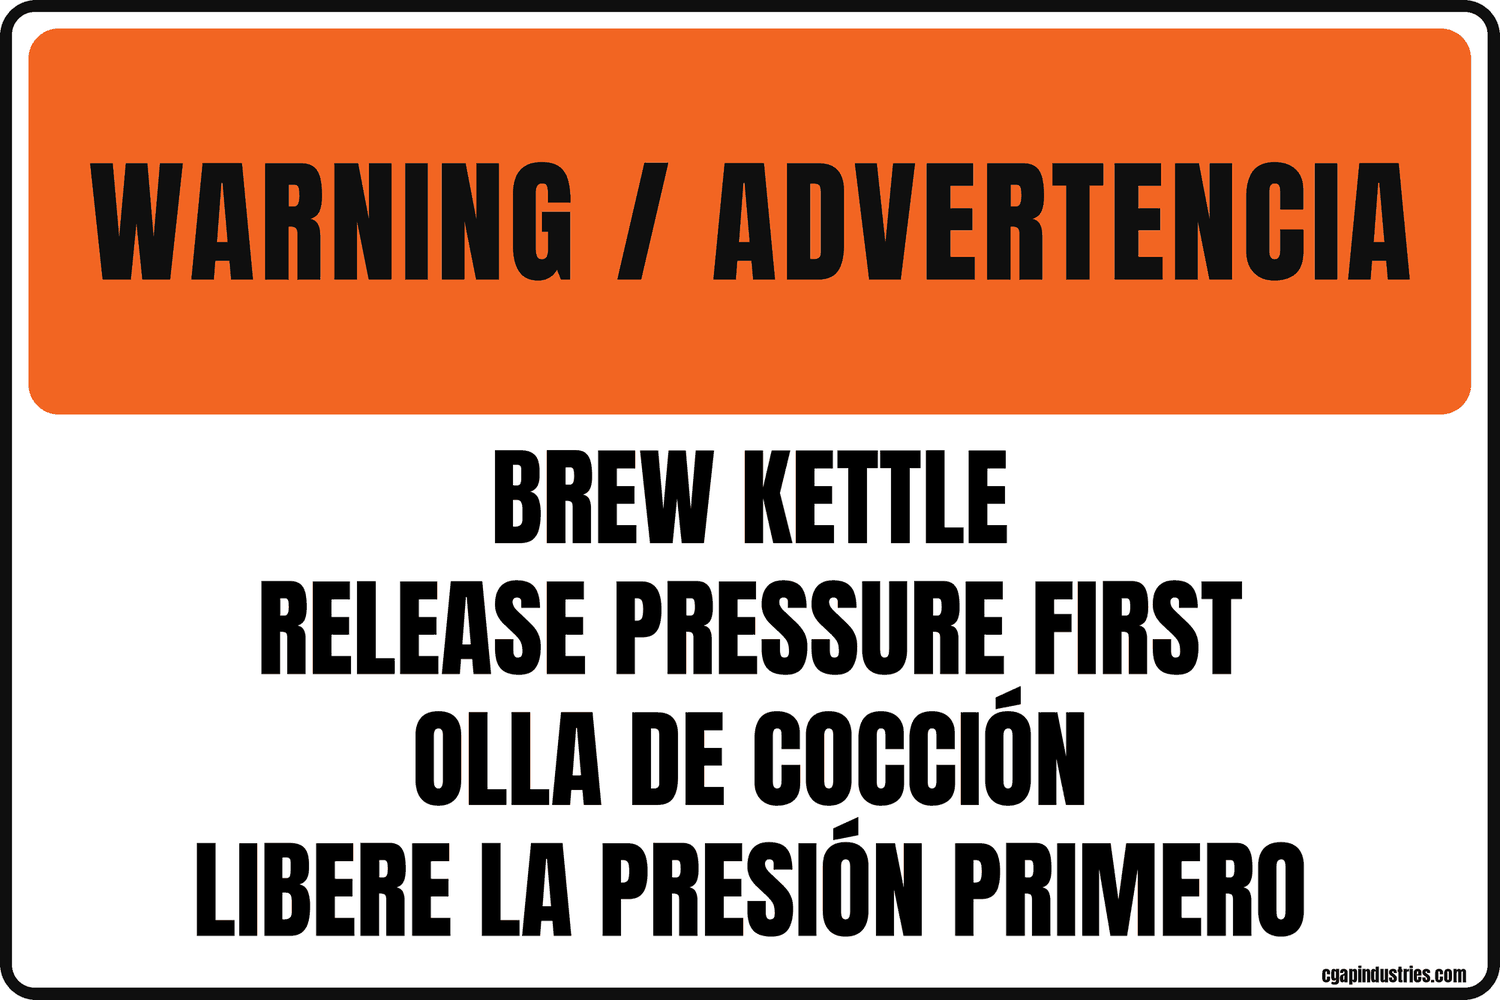 WARNING / ADVERTENCIA
BREW KETTLE
RELEASE PRESSURE FIRST
OLLA DE COCCIÓN
LIBERE LA PRESIÓN PRIMERO
cgapindustries.com